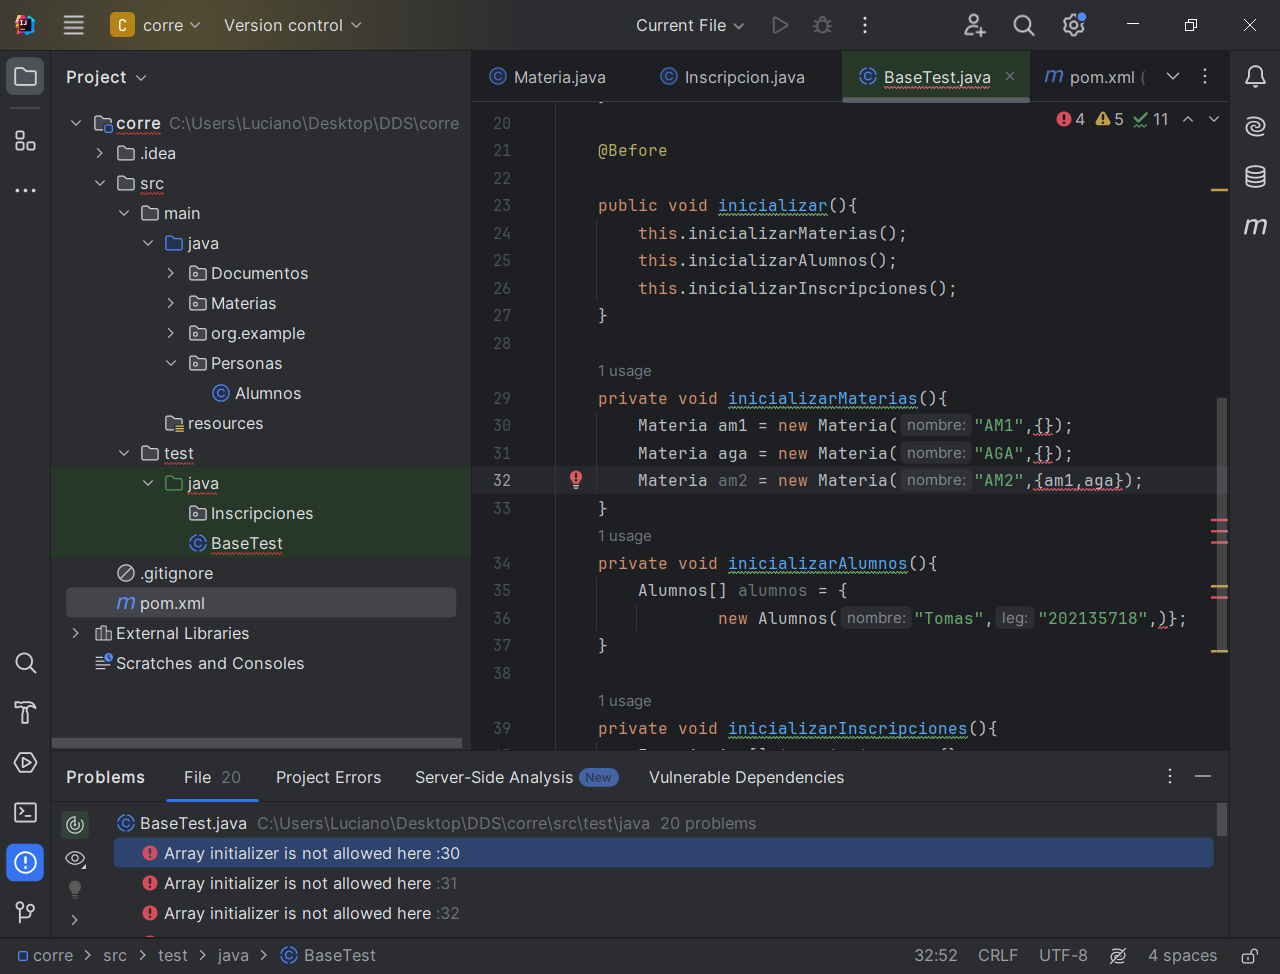 C corre Version control Current File
Project
Materia.java Inscripcion.java BaseTest.java pom.xml (
corre C:\Users\Luciano\Desktop\DDS\corre
.idea
src
main
java
Documentos
Materias
org.example
Personas
Alumnos
resources
test
java
Inscripciones
BaseTest
.gitignore
pom.xml
External Libraries
Scratches and Consoles
4 5 11
20
21 @Before
22
23 public void inicializar(){
24 this.inicializarMaterias();
25 this.inicializarAlumnos();
26 this.inicializarInscripciones();
27 }
28
1 usage
29 private void inicializarMaterias(){
30 Materia am1 = new Materia( nombre: "AM1",{});
31 Materia aga = new Materia( nombre: "AGA",{});
32 Materia am2 = new Materia( nombre: "AM2",{am1,aga});
33 }
1 usage
34 private void inicializarAlumnos(){
35 Alumnos[] alumnos = {
36 new Alumnos( nombre: "Tomas", leg: "202135718",)};
37 }
38
1 usage
39 private void inicializarInscripciones(){
Problems File 20 Project Errors Server-Side Analysis New Vulnerable Dependencies
BaseTest.java C:\Users\Luciano\Desktop\DDS\corre\src\test\java 20 problems
Array initializer is not allowed here :30
Array initializer is not allowed here :31
Array initializer is not allowed here :32
corre > src > test > java > BaseTest 32:52 CRLF UTF-8 4 spaces